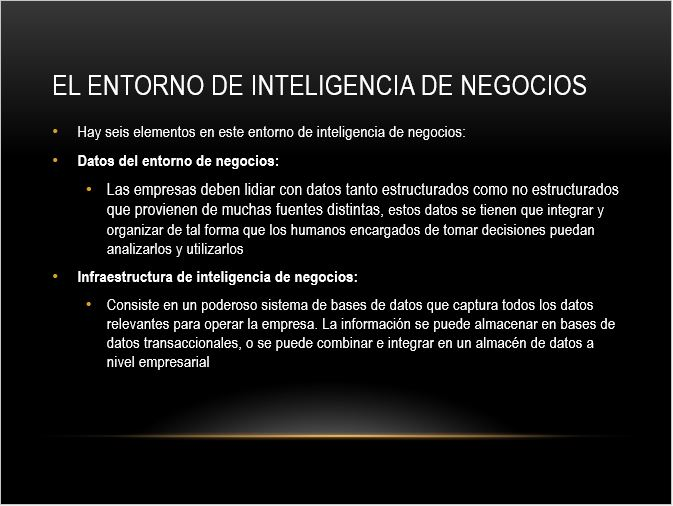 EL ENTORNO DE INTELIGENCIA DE NEGOCIOS
• Hay seis elementos en este entorno de inteligencia de negocios:
• Datos del entorno de negocios:
• Las empresas deben lidiar con datos tanto estructurados como no estructurados
que provienen de muchas fuentes distintas, estos datos se tienen que integrar y
organizar de tal forma que los humanos encargados de tomar decisiones puedan
analizarlos y utilizarlos
• Infraestructura de inteligencia de negocios:
• Consiste en un poderoso sistema de bases de datos que captura todos los datos
relevantes para operar la empresa. La información se puede almacenar en bases de
datos transaccionales, o se puede combinar e integrar en un almacén de datos a
nivel empresarial